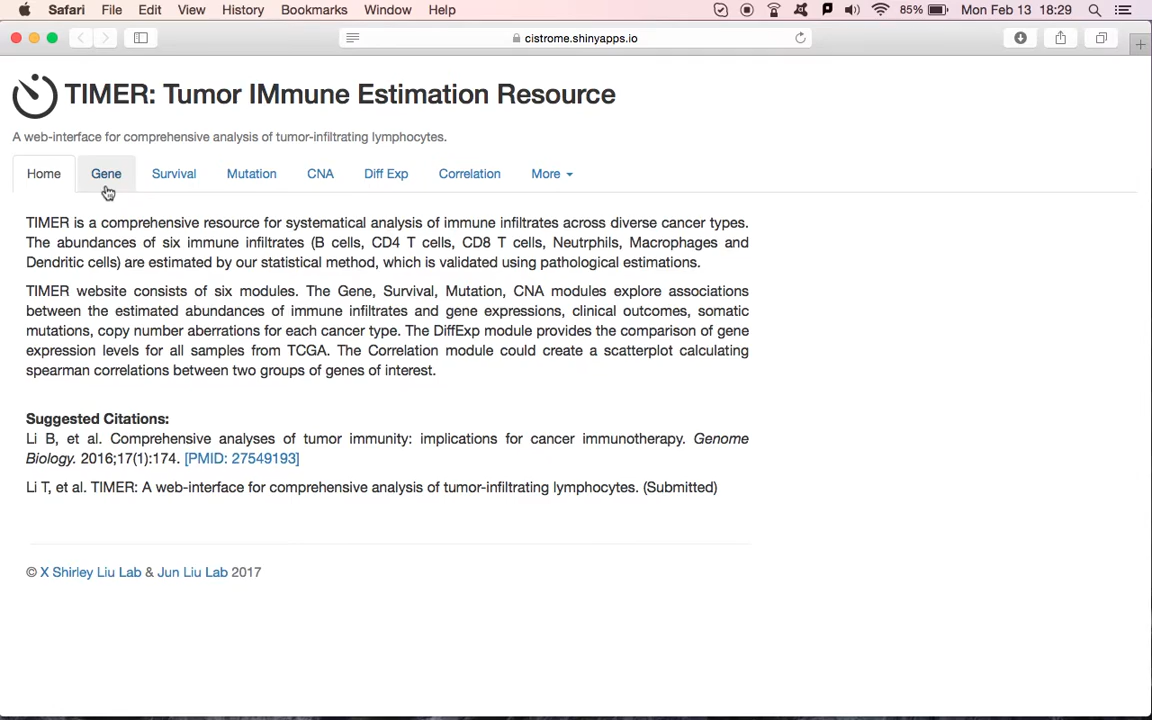 Safari File Edit View History Bookmarks Window Help 85% Mon Feb 13 18:29
cistrome.shinyapps.io
TIMER: Tumor IMmune Estimation Resource
A web-interface for comprehensive analysis of tumor-infiltrating lymphocytes.
Home Gene Survival Mutation CNA Diff Exp Correlation More
TIMER is a comprehensive resource for systematical analysis of immune infiltrates across diverse cancer types.
The abundances of six immune infiltrates (B cells, CD4 T cells, CD8 T cells, Neutrphils, Macrophages and
Dendritic cells) are estimated by our statistical method, which is validated using pathological estimations.
TIMER website consists of six modules. The Gene, Survival, Mutation, CNA modules explore associations
between the estimated abundances of immune infiltrates and gene expressions, clinical outcomes, somatic
mutations, copy number aberrations for each cancer type. The DiffExp module provides the comparison of gene
expression levels for all samples from TCGA. The Correlation module could create a scatterplot calculating
spearman correlations between two groups of genes of interest.
Suggested Citations:
Li B, et al. Comprehensive analyses of tumor immunity: implications for cancer immunotherapy. Genome
Biology. 2016;17(1):174. [PMID: 27549193]
Li T, et al. TIMER: A web-interface for comprehensive analysis of tumor-infiltrating lymphocytes. (Submitted)
© X Shirley Liu Lab & Jun Liu Lab 2017